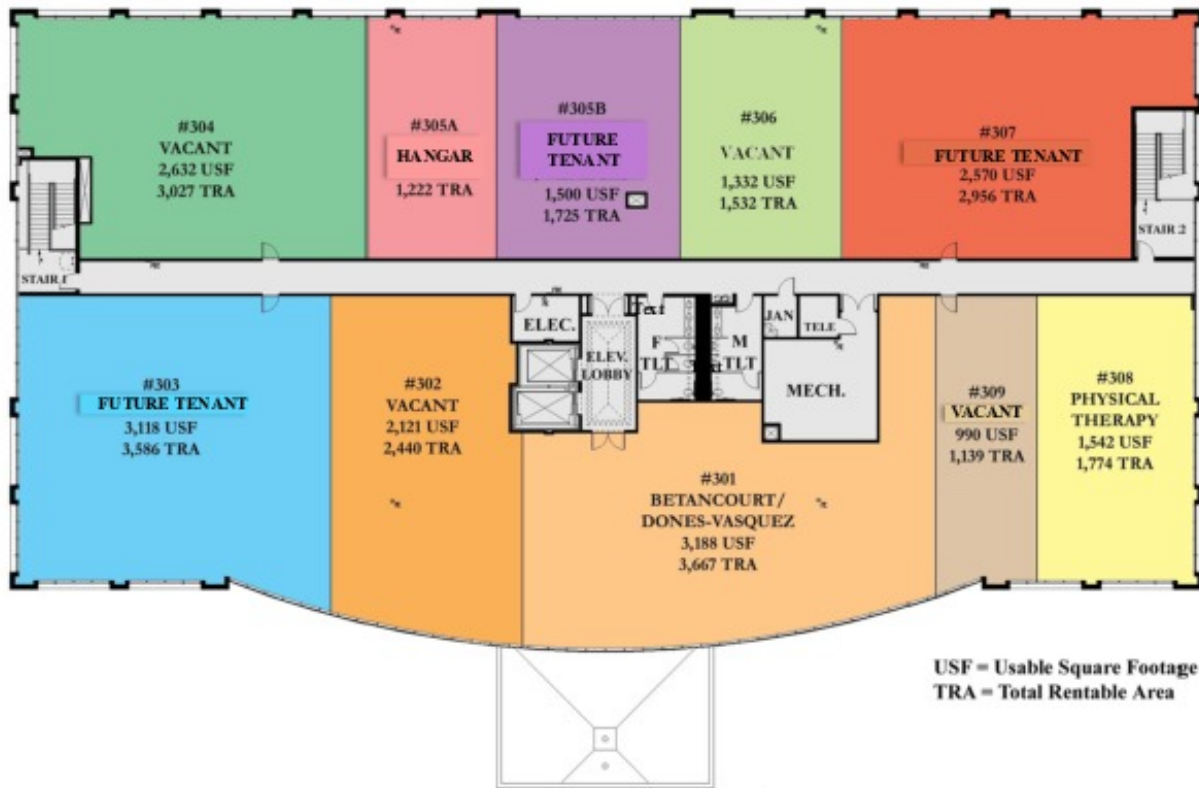 #304
VACANT
2,632 USF
3,027 TRA
#305A
HANGAR
1,222 TRA
#305B
FUTURE
TENANT
1,500 USF
1,725 TRA
#306
VACANT
1,332 USF
1,532 TRA
#307
FUTURE TENANT
2,570 USF
2,956 TRA
STAIR 1
STAIR 2
#303
FUTURE TENANT
3,118 USF
3,586 TRA
#302
VACANT
2,121 USF
2,440 TRA
ELEC.
ELEV.
LOBBY
Text
F
TLT
M
TLT
JAN
TELE
MECH.
#301
BETANCOURT/
DONES-VASQUEZ
3,188 USF
3,667 TRA
#309
VACANT
990 USF
1,139 TRA
#308
PHYSICAL
THERAPY
1,542 USF
1,774 TRA
USF = Usable Square Footage
TRA = Total Rentable Area